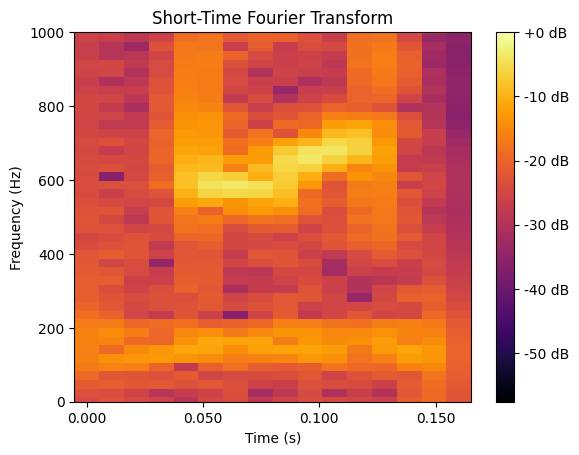 Short-Time Fourier Transform
1000
800
600
400
200
0
Frequency (Hz)
0.000
0.050
0.100
0.150
Time (s)
+0 dB
-10 dB
-20 dB
-30 dB
-40 dB
-50 dB